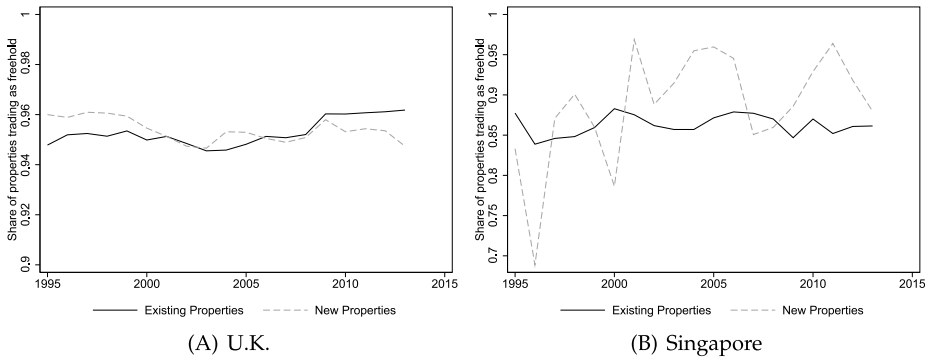 Share of properties trading as freehold
1
0.98
0.96
0.94
0.92
0.9
1995 2000 2005 2010 2015
Existing Properties New Properties
(A) U.K.
Share of properties trading as freehold
1
0.95
0.9
0.85
0.8
0.75
0.7
1995 2000 2005 2010 2015
Existing Properties New Properties
(B) Singapore